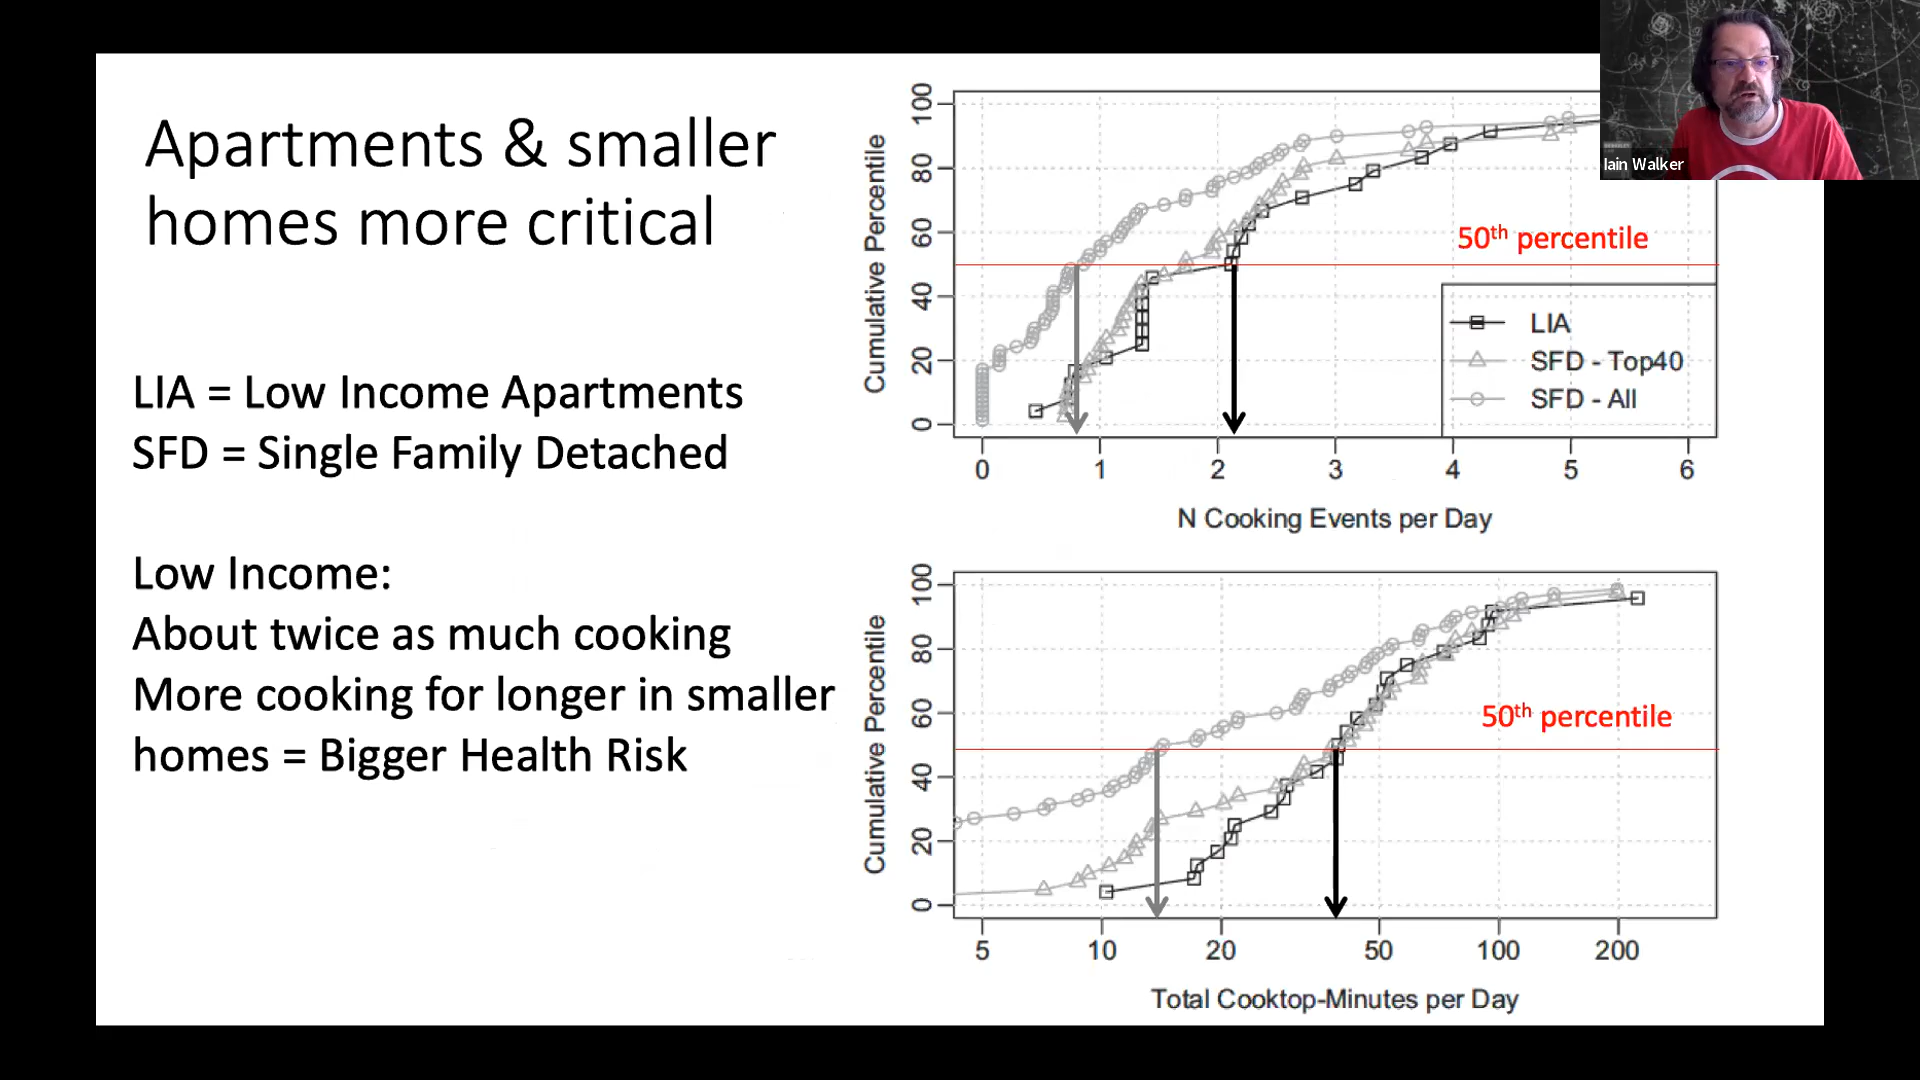 Apartments & smaller
homes more critical
LIA = Low Income Apartments
SFD = Single Family Detached
Low Income:
About twice as much cooking
More cooking for longer in smaller
homes = Bigger Health Risk
Cumulative Percentile
100
80
60
40
20
0
50th percentile
LIA
SFD - Top40
SFD - All
0 1 2 3 4 5 6
N Cooking Events per Day
Cumulative Percentile
100
80
60
40
20
0
50th percentile
5 10 20 50 100 200
Total Cooktop-Minutes per Day
Iain Walker